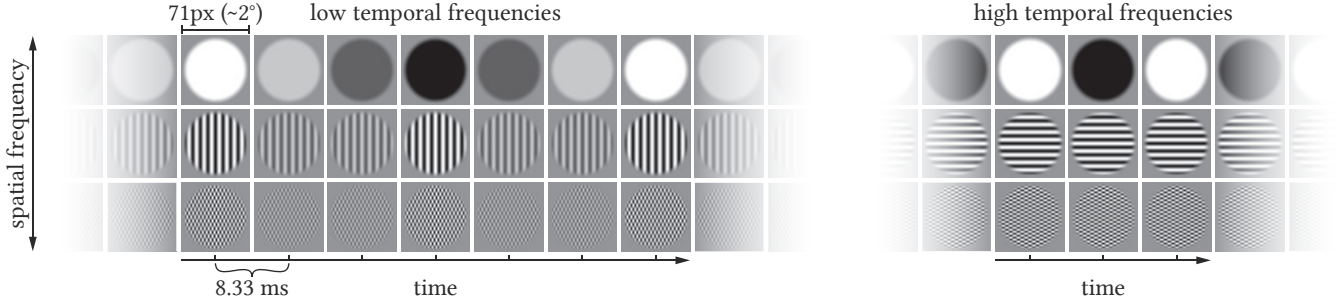 71px (~2°)
low temporal frequencies
high temporal frequencies
spatial frequency
8.33 ms
time
time